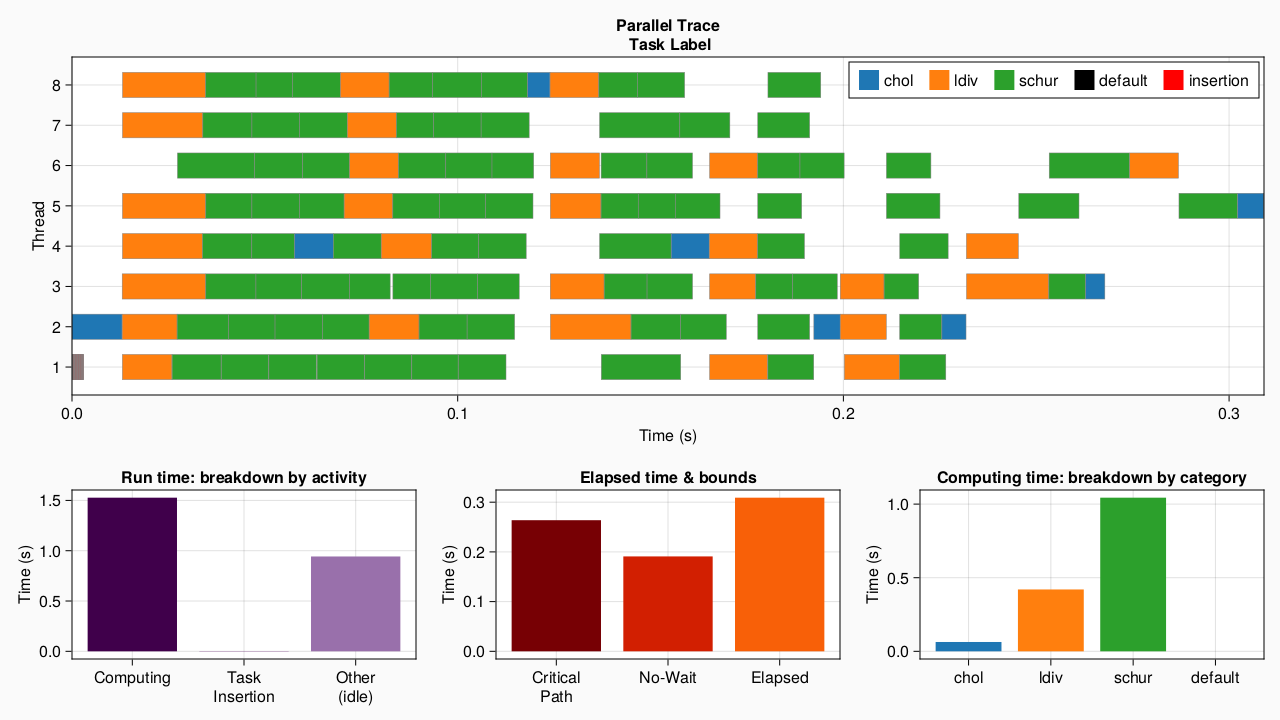 Parallel Trace
Task Label
chol ldiv schur default insertion
Thread
8
7
6
5
4
3
2
1
0.0 0.1 0.2 0.3
Time (s)
Run time: breakdown by activity
Time (s)
1.5
1.0
0.5
0.0
Computing Task Insertion Other (idle)
Elapsed time & bounds
Time (s)
0.3
0.2
0.1
0.0
Critical Path No-Wait Elapsed
Computing time: breakdown by category
Time (s)
1.0
0.5
0.0
chol ldiv schur default